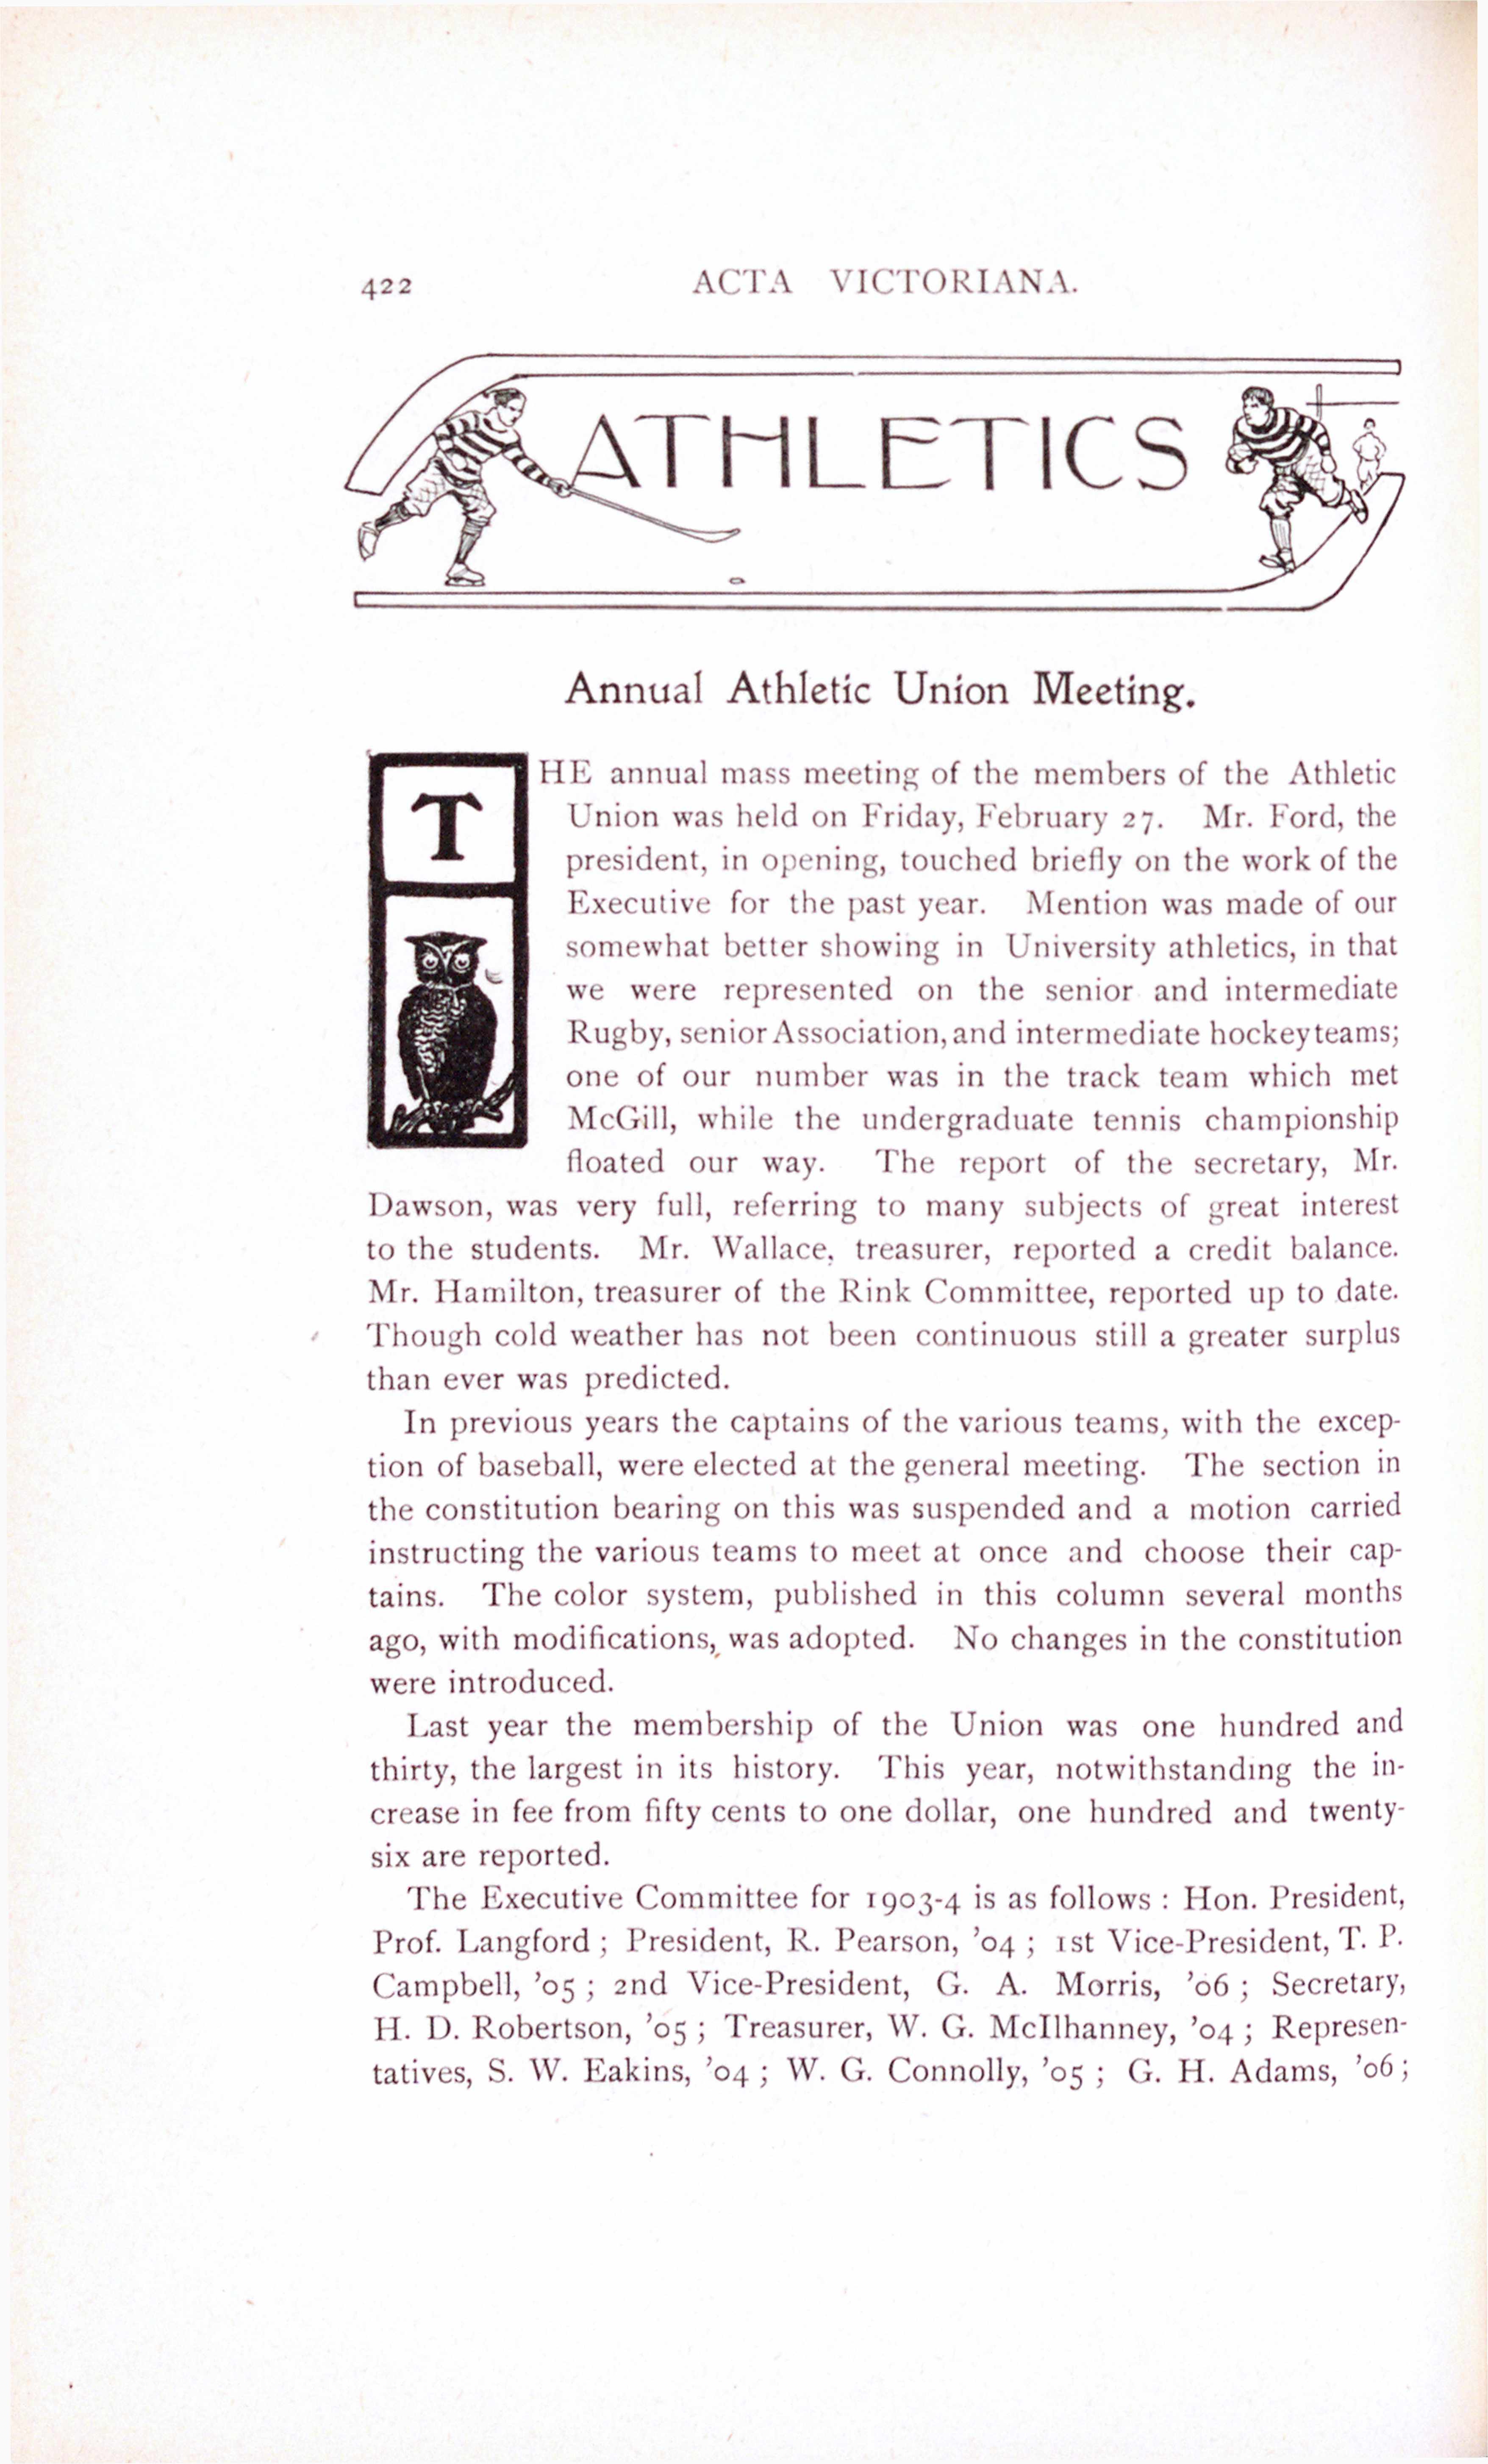 422 ACTA VICTORIANA.
ATHLETICS
Annual Athletic Union Meeting.
THE annual mass meeting of the members of the Athletic
Union was held on Friday, February 27. Mr. Ford, the
president, in opening, touched briefly on the work of the
Executive for the past year. Mention was made of our
somewhat better showing in University athletics, in that
we were represented on the senior and intermediate
Rugby, senior Association, and intermediate hockey teams;
one of our number was in the track team which met
McGill, while the undergraduate tennis championship
floated our way. The report of the secretary, Mr.
Dawson, was very full, referring to many subjects of great interest
to the students. Mr. Wallace, treasurer, reported a credit balance.
Mr. Hamilton, treasurer of the Rink Committee, reported up to date.
Though cold weather has not been continuous still a greater surplus
than ever was predicted.
In previous years the captains of the various teams, with the excep-
tion of baseball, were elected at the general meeting. The section in
the constitution bearing on this was suspended and a motion carried
instructing the various teams to meet at once and choose their cap-
tains. The color system, published in this column several months
ago, with modifications, was adopted. No changes in the constitution
were introduced.
Last year the membership of the Union was one hundred and
thirty, the largest in its history. This year, notwithstanding the in-
crease in fee from fifty cents to one dollar, one hundred and twenty-
six are reported.
The Executive Committee for 1903-4 is as follows : Hon. President,
Prof. Langford ; President, R. Pearson, '04 ; 1st Vice-President, T. P.
Campbell, '05 ; 2nd Vice-President, G. A. Morris, '06 ; Secretary,
H. D. Robertson, '05 ; Treasurer, W. G. McIlhanney, '04 ; Represen-
tatives, S. W. Eakins, '04 ; W. G. Connolly, '05 ; G. H. Adams, '06 ;